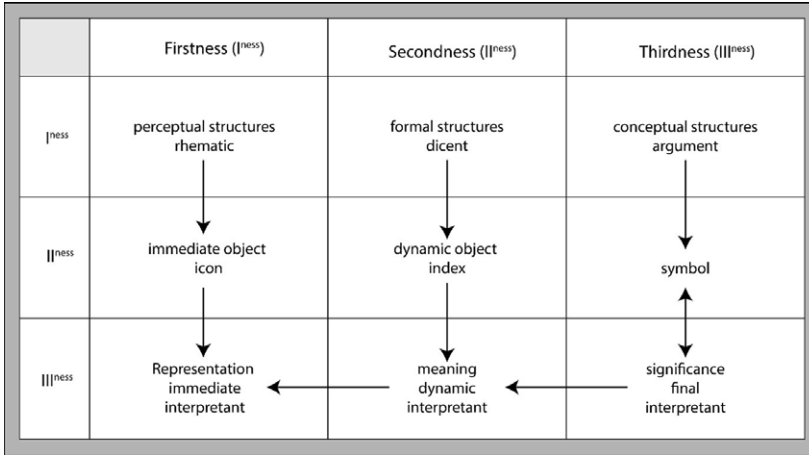 Firstness (Iⁿᵉˢˢ)
Secondness (IIⁿᵉˢˢ)
Thirdness (IIIⁿᵉˢˢ)
Iⁿᵉˢˢ
perceptual structures
rhematic
formal structures
dicent
conceptual structures
argument
IIⁿᵉˢˢ
immediate object
icon
dynamic object
index
symbol
IIIⁿᵉˢˢ
Representation
immediate
interpretant
meaning
dynamic
interpretant
significance
final
interpretant